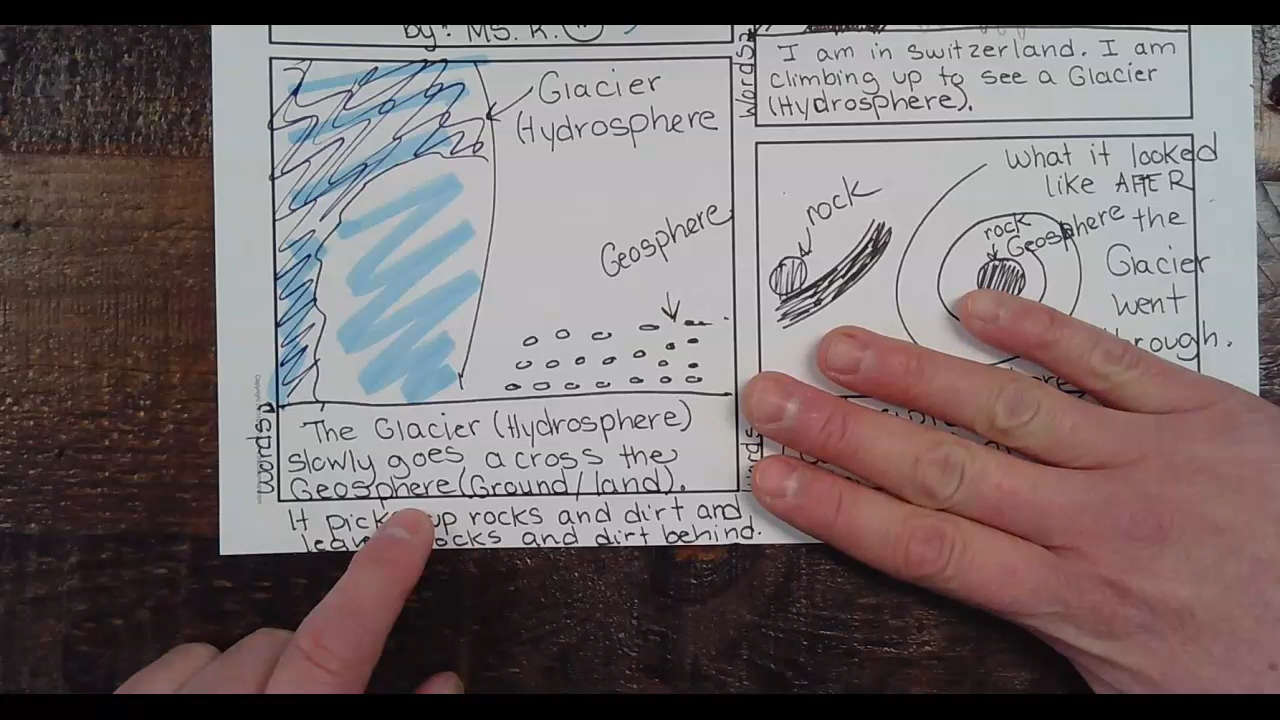 by: MS. R.
Glacier
Hydrosphere
Geosphere
words
The Glacier (Hydrosphere)
slowly goes across the
Geosphere (Ground/land).
It up rocks and dirt and
rocks and dirt behind.
words
I am in Switzerland. I am
climbing up to see a Glacier
(Hydrosphere).
rock
What it looked
like AFTER
the
Glacier
went
rock
Geosphere